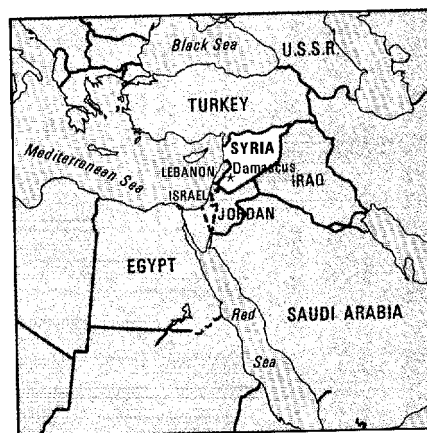 Black Sea
U.S.S.R.
TURKEY
Mediterranean Sea
SYRIA
LEBANON
Damascus
ISRAEL
IRAQ
JORDAN
EGYPT
Red
Sea
SAUDI ARABIA